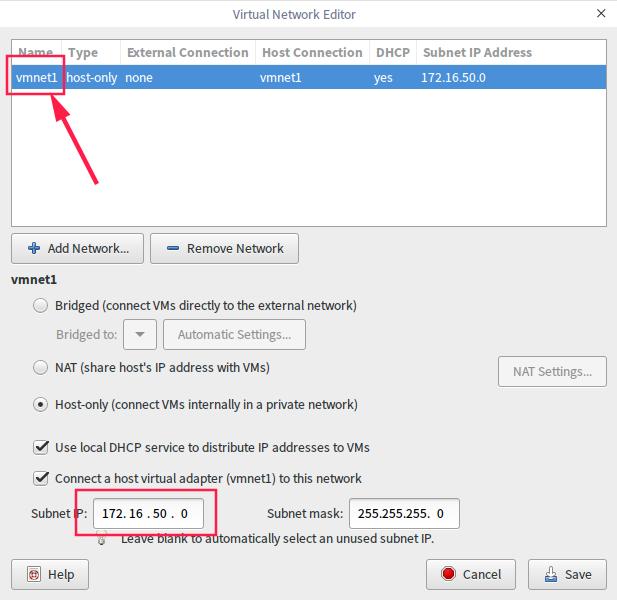 Virtual Network Editor
Name Type External Connection Host Connection DHCP Subnet IP Address
vmnet1 host-only none vmnet1 yes 172.16.50.0
Add Network... Remove Network
vmnet1
Bridged (connect VMs directly to the external network)
Bridged to: Automatic Settings...
NAT (share host's IP address with VMs)
NAT Settings...
Host-only (connect VMs internally in a private network)
Use local DHCP service to distribute IP addresses to VMs
Connect a host virtual adapter (vmnet1) to this network
Subnet IP: 172. 16 . 50 . 0 Subnet mask: 255.255.255. 0
Leave blank to automatically select an unused subnet IP.
Help Cancel Save